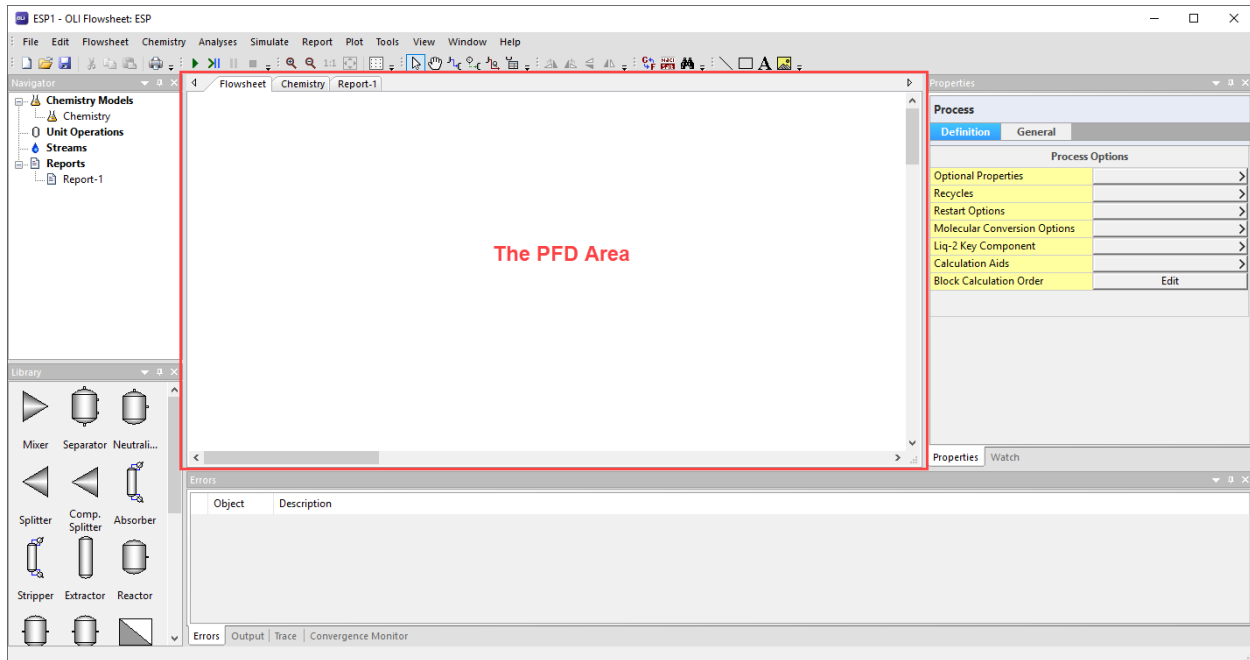 ESP1 - OLI Flowsheet: ESP
File Edit Flowsheet Chemistry Analyses Simulate Report Plot Tools View Window Help
Navigator
Chemistry Models
Chemistry
Unit Operations
Streams
Reports
Report-1
Library
Mixer Separator Neutrali...
Splitter Comp. Splitter Absorber
Stripper Extractor Reactor
Flowsheet Chemistry Report-1
The PFD Area
Errors
Object Description
Errors Output Trace Convergence Monitor
Properties
Process
Definition General
Process Options
Optional Properties
Recycles
Restart Options
Molecular Conversion Options
Liq-2 Key Component
Calculation Aids
Block Calculation Order Edit
Properties Watch